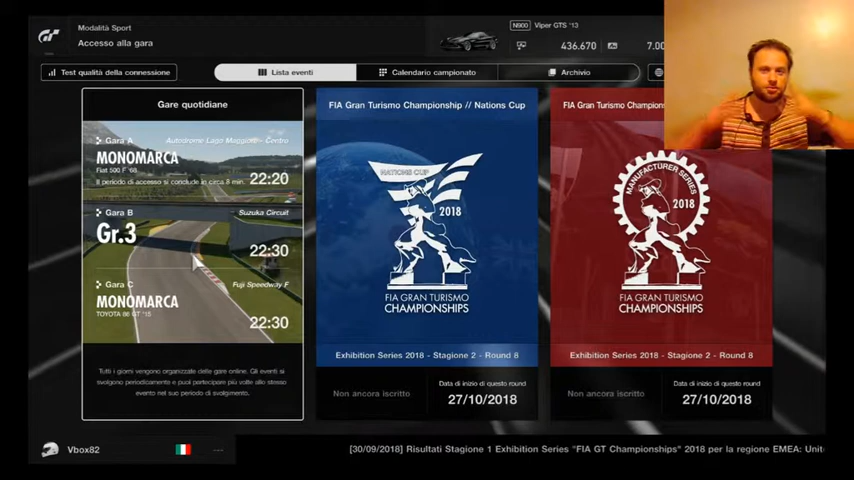 Modalità Sport
Accesso alla gara
N900 Viper GTS '13
436.670
7.00
Test qualità della connessione
Lista eventi
Calendario campionato
Archivio
Gare quotidiane
Gara A Autodrome Lago Maggiore - Centro
MONOMARCA
Fiat 500 F '68
Il periodo di accesso si conclude in circa 8 min.
22:20
Gara B Suzuka Circuit
Gr.3
22:30
Gara C Fuji Speedway F
MONOMARCA
TOYOTA 86 GT '15
22:30
Tutti i giorni vengono organizzate delle gare online. Gli eventi si
svolgono periodicamente e puoi partecipare più volte allo stesso
evento nel suo periodo di svolgimento.
FIA Gran Turismo Championship // Nations Cup
NATIONS CUP
2018
FIA GRAN TURISMO
CHAMPIONSHIPS
Exhibition Series 2018 - Stagione 2 - Round 8
Non ancora iscritto
Data di inizio di questo round
27/10/2018
FIA Gran Turismo Championsh
MANUFACTURER SERIES
2018
FIA GRAN TURISMO
CHAMPIONSHIPS
Exhibition Series 2018 - Stagione 2 - Round 8
Non ancora iscritto
Data di inizio di questo round
27/10/2018
Vbox82
[30/09/2018] Risultati Stagione 1 Exhibition Series "FIA GT Championships" 2018 per la regione EMEA: Unit